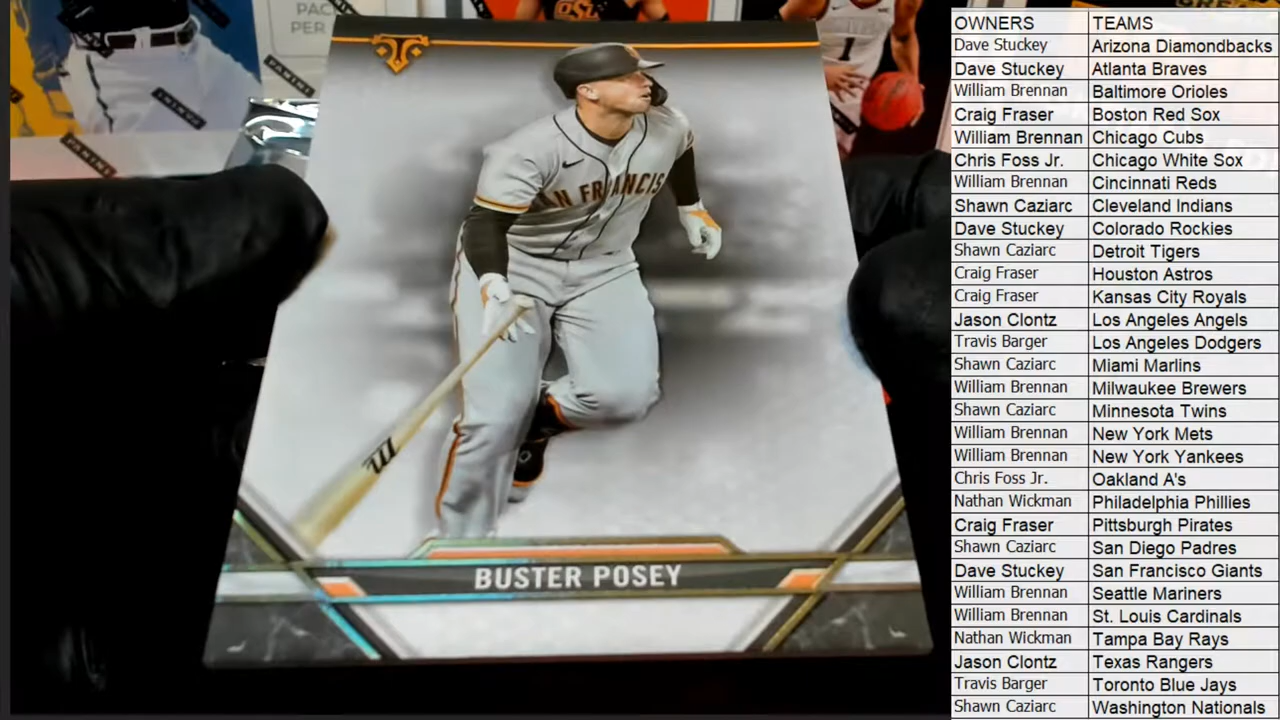 PAC
PER
PANINI
PANINI
PANINI
1
SAN FRANCIS
BUSTER POSEY
OWNERS TEAMS
Dave Stuckey Arizona Diamondbacks
Dave Stuckey Atlanta Braves
William Brennan Baltimore Orioles
Craig Fraser Boston Red Sox
William Brennan Chicago Cubs
Chris Foss Jr. Chicago White Sox
William Brennan Cincinnati Reds
Shawn Caziarc Cleveland Indians
Dave Stuckey Colorado Rockies
Shawn Caziarc Detroit Tigers
Craig Fraser Houston Astros
Craig Fraser Kansas City Royals
Jason Clontz Los Angeles Angels
Travis Barger Los Angeles Dodgers
Shawn Caziarc Miami Marlins
William Brennan Milwaukee Brewers
Shawn Caziarc Minnesota Twins
William Brennan New York Mets
William Brennan New York Yankees
Chris Foss Jr. Oakland A's
Nathan Wickman Philadelphia Phillies
Craig Fraser Pittsburgh Pirates
Shawn Caziarc San Diego Padres
Dave Stuckey San Francisco Giants
William Brennan Seattle Mariners
William Brennan St. Louis Cardinals
Nathan Wickman Tampa Bay Rays
Jason Clontz Texas Rangers
Travis Barger Toronto Blue Jays
Shawn Caziarc Washington Nationals